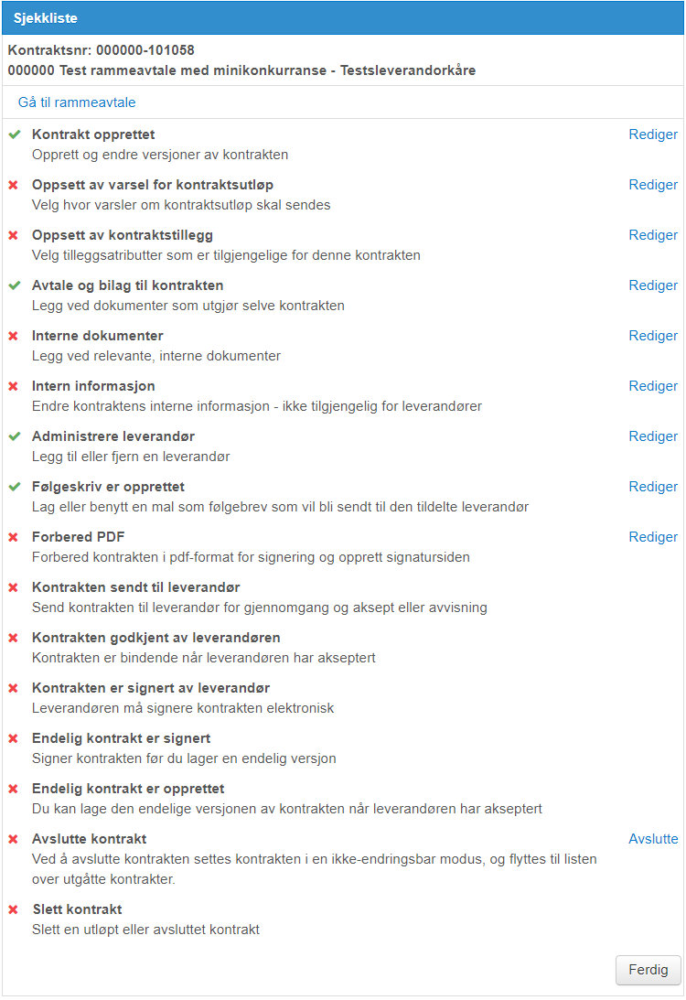 Sjekkliste
Kontraktsnr: 000000-101058
000000 Test rammeavtale med minikonkurranse - Testsleverandorkåre
Gå til rammeavtale
Kontrakt opprettet Rediger
Opprett og endre versjoner av kontrakten
Oppsett av varsel for kontraktsutløp Rediger
Velg hvor varsler om kontraktsutløp skal sendes
Oppsett av kontraktstillegg Rediger
Velg tilleggsatributter som er tilgjengelige for denne kontrakten
Avtale og bilag til kontrakten Rediger
Legg ved dokumenter som utgjør selve kontrakten
Interne dokumenter Rediger
Legg ved relevante, interne dokumenter
Intern informasjon Rediger
Endre kontraktens interne informasjon - ikke tilgjengelig for leverandører
Administrere leverandør Rediger
Legg til eller fjern en leverandør
Følgeskriv er opprettet Rediger
Lag eller benytt en mal som følgebrev som vil bli sendt til den tildelte leverandør
Forbered PDF Rediger
Forbered kontrakten i pdf-format for signering og opprett signatursiden
Kontrakten sendt til leverandør
Send kontrakten til leverandør for gjennomgang og aksept eller avvisning
Kontrakten godkjent av leverandøren
Kontrakten er bindende når leverandøren har akseptert
Kontrakten er signert av leverandør
Leverandøren må signere kontrakten elektronisk
Endelig kontrakt er signert
Signer kontrakten før du lager en endelig versjon
Endelig kontrakt er opprettet
Du kan lage den endelige versjonen av kontrakten når leverandøren har akseptert
Avslutte kontrakt Avslutte
Ved å avslutte kontrakten settes kontrakten i en ikke-endringsbar modus, og flyttes til listen
over utgåtte kontrakter.
Slett kontrakt
Slett en utløpt eller avsluttet kontrakt
Ferdig